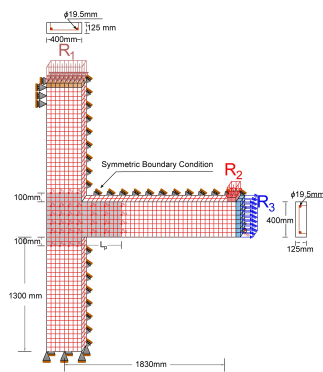 ϕ19.5mm
125 mm
400mm
R1
Symmetric Boundary Condition
R2
R3
ϕ19.5mm
100mm
400mm
100mm
Lp
125mm
1300 mm
1830mm